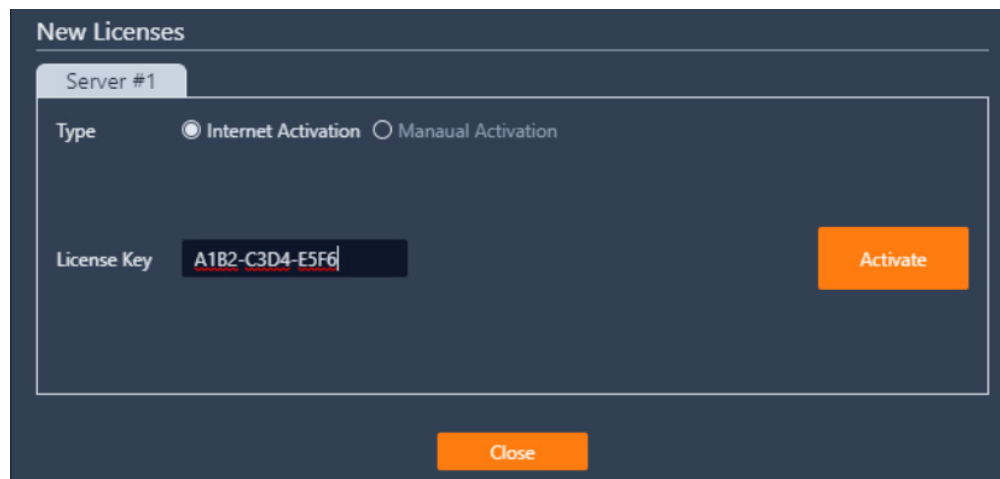 New Licenses
Server #1
Type Internet Activation Manaual Activation
License Key A1B2-C3D4-E5F6 Activate
Close